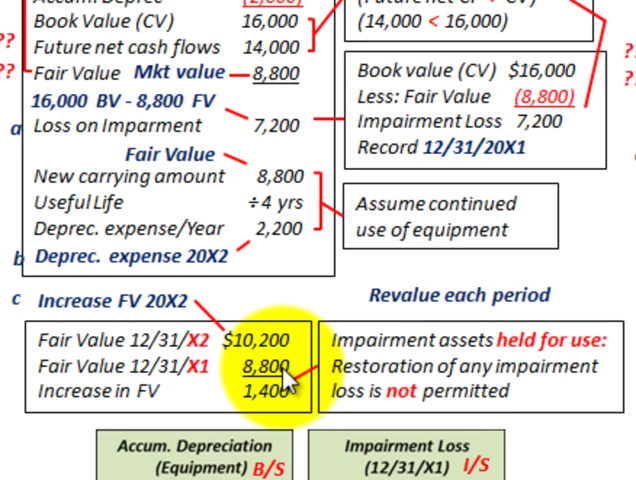 Accum. Deprec (2,000)
Book Value (CV) 16,000
Future net cash flows 14,000
Fair Value Mkt value 8,800
16,000 BV - 8,800 FV
a Loss on Imparment 7,200
Fair Value
New carrying amount 8,800
Useful Life ÷4 yrs
Deprec. expense/Year 2,200
b Deprec. expense 20X2
(14,000 < 16,000)
Book value (CV) $16,000
Less: Fair Value (8,800)
Impairment Loss 7,200
Record 12/31/20X1
Assume continued
use of equipment
??
??
c Increase FV 20X2
Revalue each period
Fair Value 12/31/X2 $10,200
Fair Value 12/31/X1 8,800
Increase in FV 1,400
Impairment assets held for use:
Restoration of any impairment
loss is not permitted
Accum. Depreciation
(Equipment) B/S
Impairment Loss
(12/31/X1) I/S